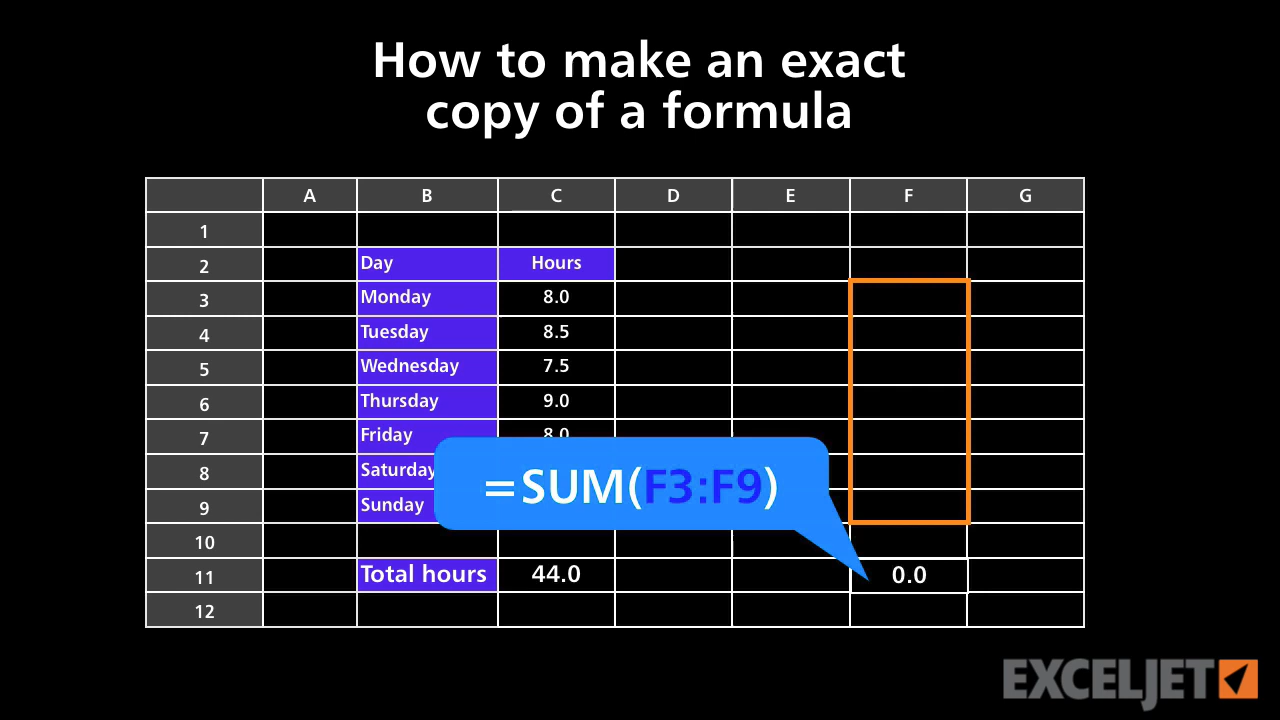 How to make an exact
copy of a formula
A B C D E F G
1
2 Day Hours
3 Monday 8.0
4 Tuesday 8.5
5 Wednesday 7.5
6 Thursday 9.0
7 Friday 8.0
8 Saturday
9 Sunday
=SUM(F3:F9)
10
11 Total hours 44.0 0.0
12
EXCELJET